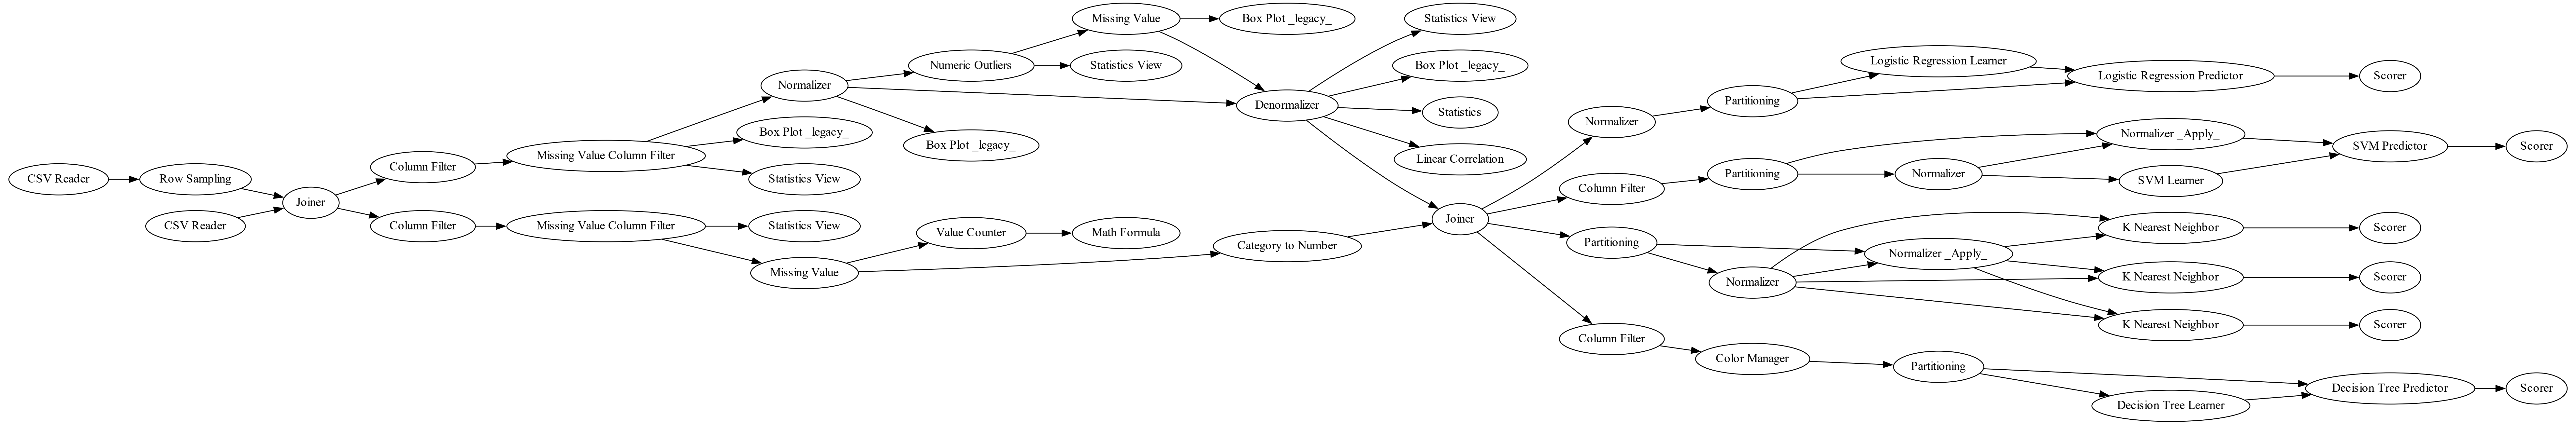 Missing Value
Box Plot _legacy_
Statistics View
Numeric Outliers
Statistics View
Box Plot _legacy_
Logistic Regression Learner
Logistic Regression Predictor
Scorer
Normalizer
Denormalizer
Statistics
Partitioning
Normalizer
Box Plot _legacy_
Box Plot _legacy_
Linear Correlation
Normalizer _Apply_
SVM Predictor
Scorer
Missing Value Column Filter
Column Filter
Statistics View
CSV Reader
Row Sampling
Column Filter
Partitioning
Normalizer
SVM Learner
Joiner
Joiner
CSV Reader
Column Filter
Missing Value Column Filter
Statistics View
Value Counter
Math Formula
Category to Number
Partitioning
K Nearest Neighbor
Scorer
Normalizer _Apply_
Missing Value
Normalizer
K Nearest Neighbor
Scorer
K Nearest Neighbor
Scorer
Column Filter
Color Manager
Partitioning
Decision Tree Predictor
Scorer
Decision Tree Learner